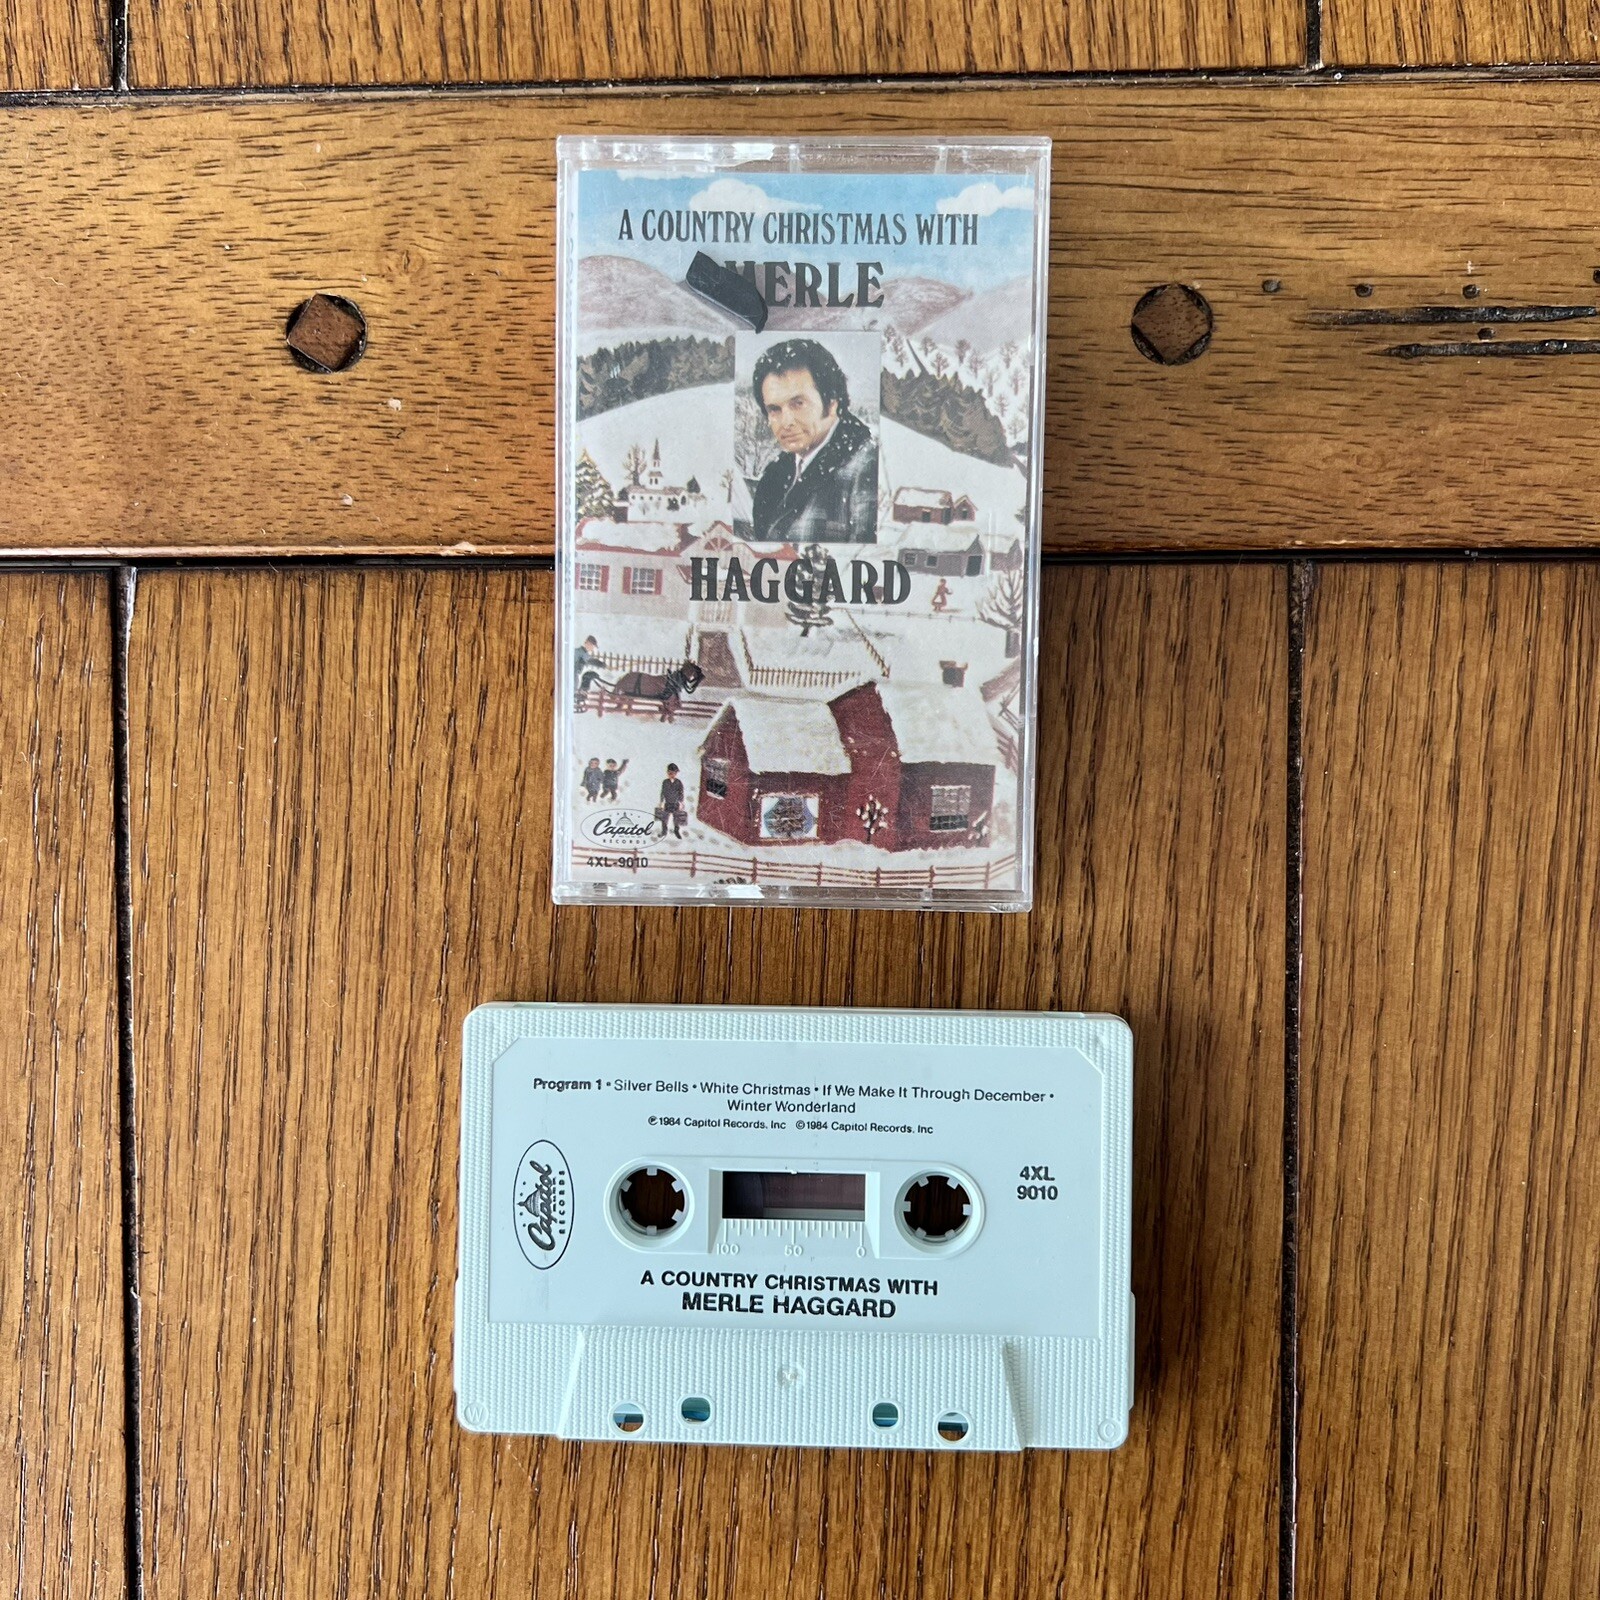 A COUNTRY CHRISTMAS WITH
MERLE
HAGGARD
Capitol
RECORDS
4XL-9010
Program 1 • Silver Bells • White Christmas • If We Make It Through December •
Winter Wonderland
℗1984 Capitol Records, Inc ©1984 Capitol Records, Inc
Capitol
RECORDS
4XL
9010
100 50 0
A COUNTRY CHRISTMAS WITH
MERLE HAGGARD